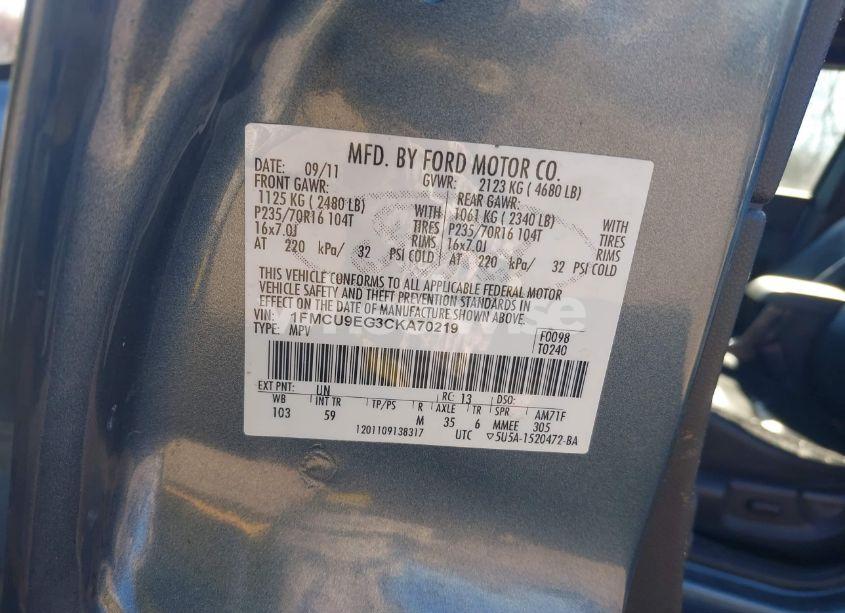 MFD. BY FORD MOTOR CO.
DATE: 09/11 GVWR: 2123 KG ( 4680 LB)
FRONT GAWR: REAR GAWR:
1125 KG ( 2480 LB) WITH 1061 KG ( 2340 LB) WITH
P235/70R16 104T TIRES P235/70R16 104T TIRES
16x7.0J RIMS 16x7.0J RIMS
AT 220 kPa/ 32 PSI COLD AT 220 kPa/ 32 PSI COLD
THIS VEHICLE CONFORMS TO ALL APPLICABLE FEDERAL MOTOR
VEHICLE SAFETY AND THEFT PREVENTION STANDARDS IN
EFFECT ON THE DATE OF MANUFACTURE SHOWN ABOVE.
VIN: 1FMCU9EG3CKA70219 F0098
TYPE: MPV T0240
EXT PNT: UN RC: 13 DSO:
WB INT TR TP/PS R AXLE TR SPR AM71F
103 59 M 35 6 MMEE 305
1201109138317 UTC ▽5U5A-1520472-BA